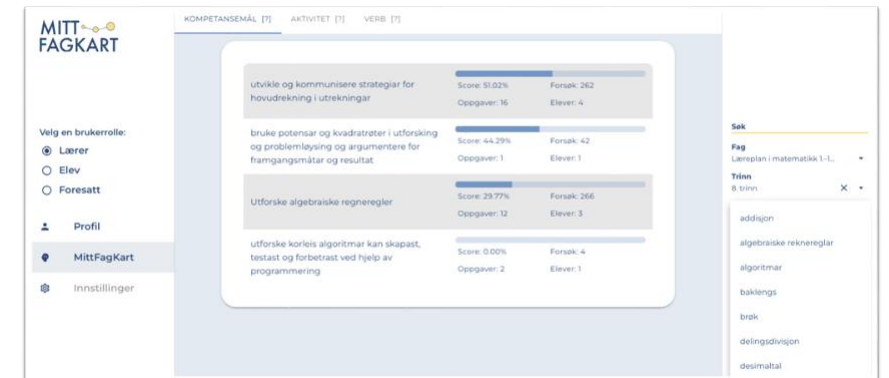 MITT
FAGKART
Velg en brukerrolle:
Lærer
Elev
Foresatt
Profil
MittFagKart
Innstillinger
KOMPETANSEMÅL [?] AKTIVITET [?] VERB [?]
utvikle og kommunisere strategiar for
hovudrekning i utrekningar
Score: 51.02% Forsøk: 262
Oppgaver: 16 Elever: 4
bruke potensar og kvadratrøter i utforsking
og problemløysing og argumentere for
framgangsmåtar og resultat
Score: 44.29% Forsøk: 42
Oppgaver: 1 Elever: 1
Utforske algebraiske regneregler
Score: 29.77% Forsøk: 266
Oppgaver: 12 Elever: 3
utforske korleis algoritmar kan skapast,
testast og forbetrast ved hjelp av
programmering
Score: 0.00% Forsøk: 4
Oppgaver: 2 Elever: 1
Søk
Fag
Læreplan i matematikk 1.-1...
Trinn
8. trinn
addisjon
algebraiske reknereglar
algoritmar
baklengs
brøk
delingsdivisjon
desimaltal